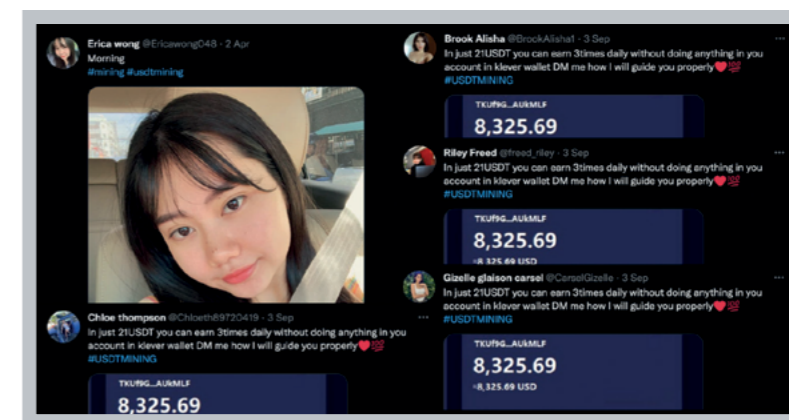 Erica wong @Ericawong048 · 2 Apr
Morning
#mining #usdtmining
Chloe thompson @Chloeth89720419 · 3 Sep
In just 21USDT you can earn 3times daily without doing anything in you
account in klever wallet DM me how I will guide you properly❤️💯
#USDTMINING
TKUf9G...AUkMLF
8,325.69
Brook Alisha @BrookAlisha1 · 3 Sep
In just 21USDT you can earn 3times daily without doing anything in you
account in klever wallet DM me how I will guide you properly❤️💯
#USDTMINING
TKUf9G...AUkMLF
8,325.69
Riley Freed @freed_riley · 3 Sep
In just 21USDT you can earn 3times daily without doing anything in you
account in klever wallet DM me how I will guide you properly❤️💯
#USDTMINING
TKUf9G...AUkMLF
8,325.69
≈8,325.69 USD
Gizelle glaison carsel @CarselGizelle · 3 Sep
In just 21USDT you can earn 3times daily without doing anything in you
account in klever wallet DM me how I will guide you properly❤️💯
#USDTMINING
TKUf9G...AUkMLF
8,325.69
≈8,325.69 USD